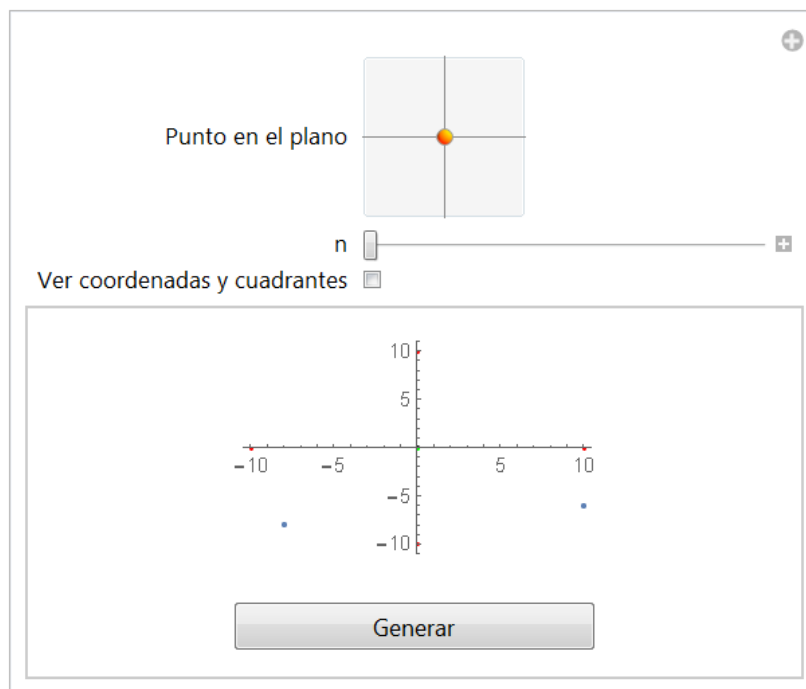 Punto en el plano
n
Ver coordenadas y cuadrantes
10
5
-10 -5 5 10
-5
-10
Generar